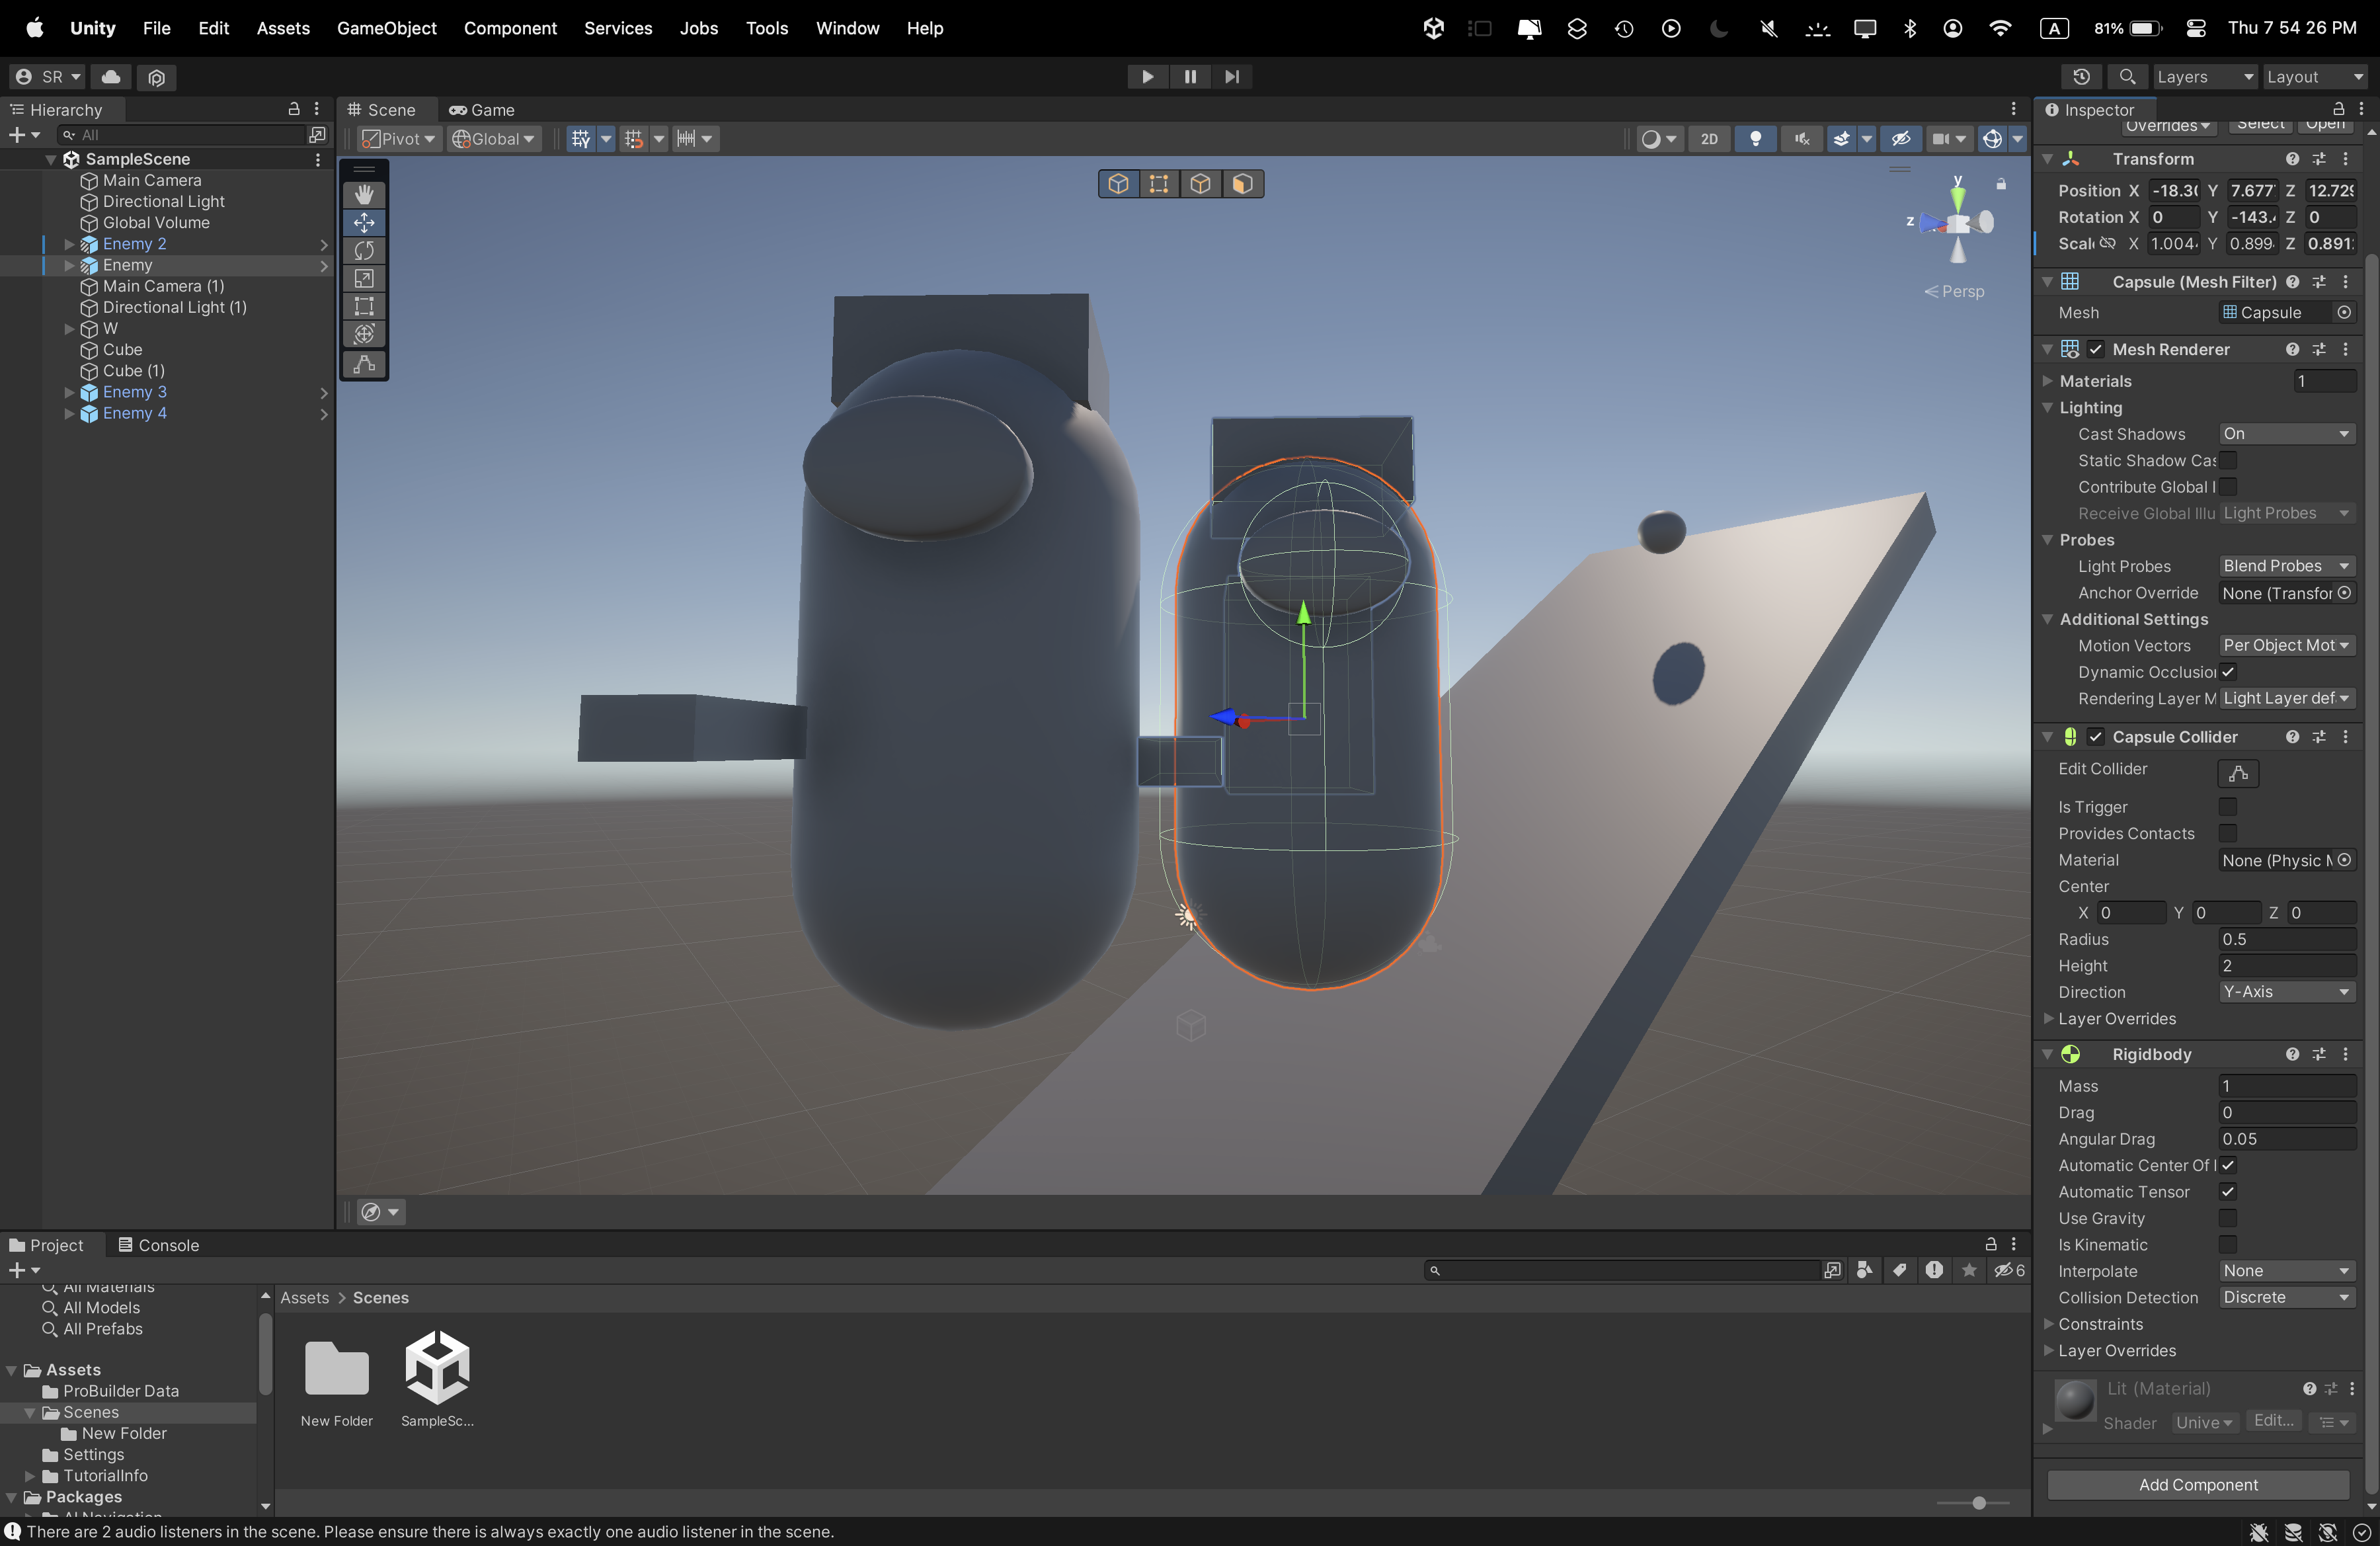 Unity File Edit Assets GameObject Component Services Jobs Tools Window Help A 81% Thu 7 54 26 PM
SR Layers Layout
Hierarchy
All
SampleScene
Main Camera
Directional Light
Global Volume
Enemy 2
Enemy
Main Camera (1)
Directional Light (1)
W
Cube
Cube (1)
Enemy 3
Enemy 4
Scene Game
Pivot Global 2D
y
z
Persp
Inspector
Overrides Select Open
Transform
Position X -18.30 Y 7.677 Z 12.729
Rotation X 0 Y -143. Z 0
Scale X 1.004 Y 0.899 Z 0.891
Capsule (Mesh Filter)
Mesh Capsule
Mesh Renderer
Materials 1
Lighting
Cast Shadows On
Static Shadow Cas
Contribute Global I
Receive Global Illu Light Probes
Probes
Light Probes Blend Probes
Anchor Override None (Transfor
Additional Settings
Motion Vectors Per Object Mot
Dynamic Occlusion
Rendering Layer M Light Layer def
Capsule Collider
Edit Collider
Is Trigger
Provides Contacts
Material None (Physic M
Center
X 0 Y 0 Z 0
Radius 0.5
Height 2
Direction Y-Axis
Layer Overrides
Rigidbody
Mass 1
Drag 0
Angular Drag 0.05
Automatic Center Of
Automatic Tensor
Use Gravity
Is Kinematic
Interpolate None
Collision Detection Discrete
Constraints
Layer Overrides
Lit (Material)
Shader Unive Edit...
Add Component
Project Console
6
All Materials
All Models
All Prefabs
Assets
ProBuilder Data
Scenes
New Folder
Settings
TutorialInfo
Packages
AI Navigation
Assets > Scenes
New Folder
SampleSc...
There are 2 audio listeners in the scene. Please ensure there is always exactly one audio listener in the scene.